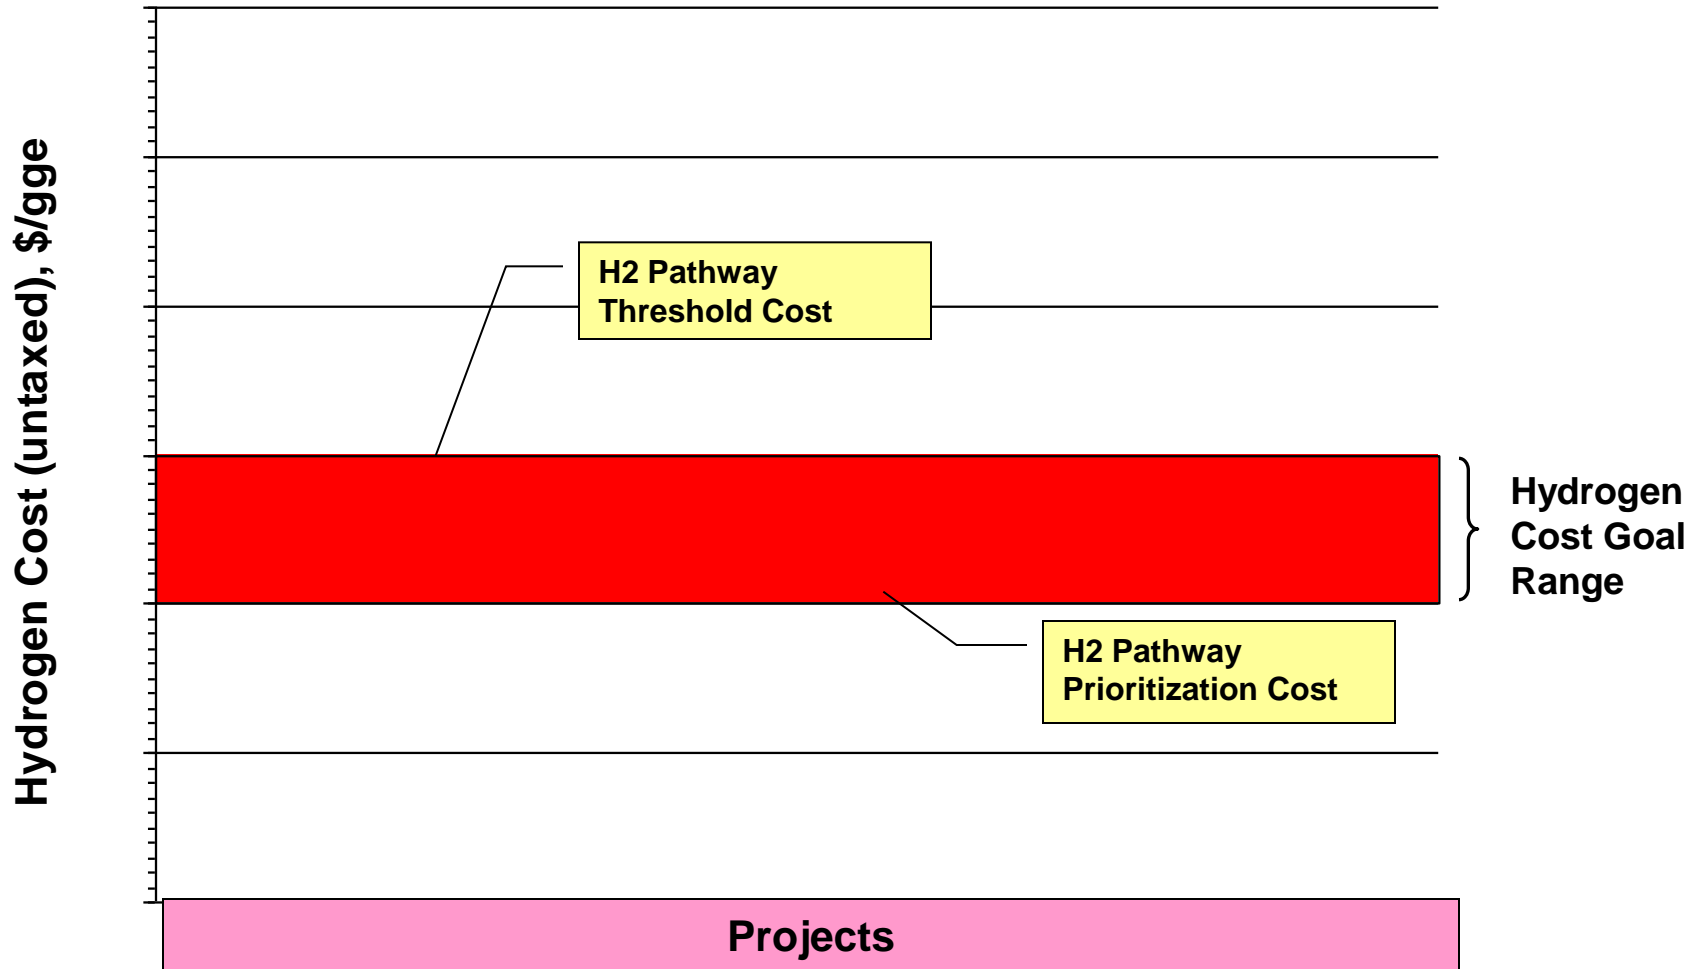 Hydrogen Cost (untaxed), $/gge
H2 Pathway
Threshold Cost
Hydrogen
Cost Goal
Range
H2 Pathway
Prioritization Cost
Projects